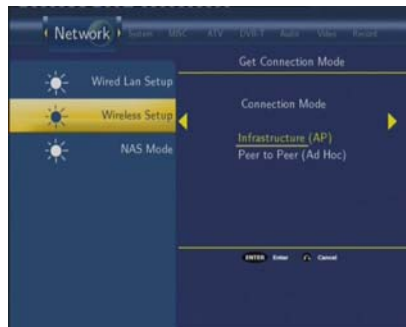 Network System MISC ATV DVB-T Audio Video Record
Get Connection Mode
Wired Lan Setup
Wireless Setup
NAS Mode
Connection Mode
Infrastructure (AP)
Peer to Peer (Ad Hoc)
ENTER Enter Cancel